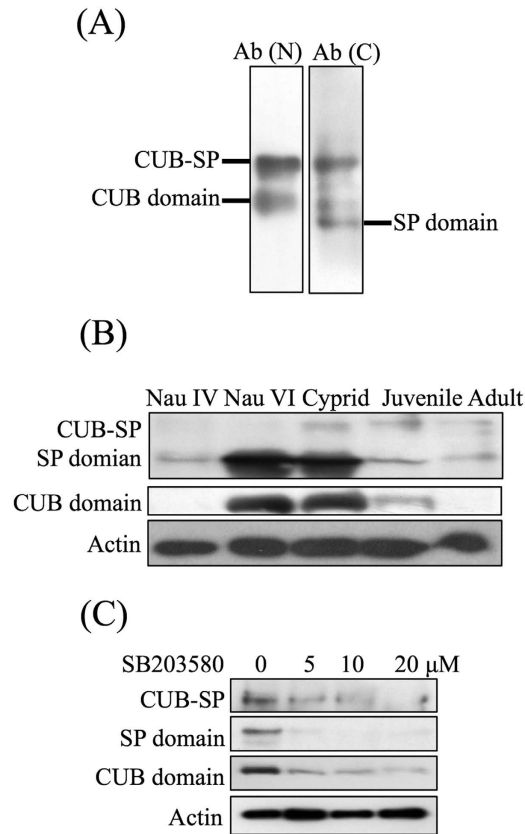 (A)
Ab (N) Ab (C)
CUB-SP
CUB domain
SP domain
(B)
Nau IV Nau VI Cyprid Juvenile Adult
CUB-SP
SP domian
CUB domain
Actin
(C)
SB203580 0 5 10 20 μM
CUB-SP
SP domain
CUB domain
Actin